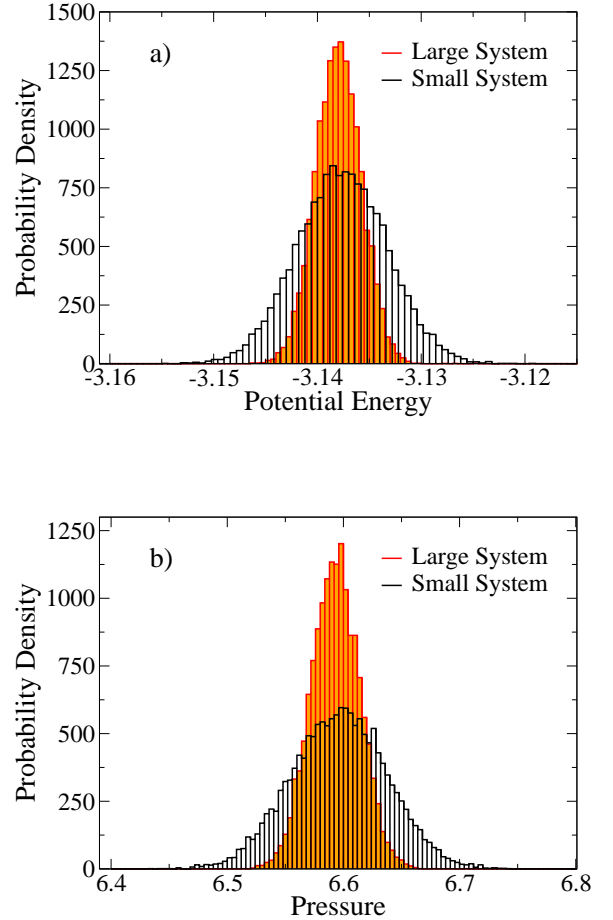 1500
a)
Large System
1250
Small System
1000
Probability Density
750
500
250
0
-3.16 -3.15 -3.14 -3.13 -3.12
Potential Energy
1250
b)
Large System
Small System
1000
Probability Density
750
500
250
0
6.4 6.5 6.6 6.7 6.8
Pressure